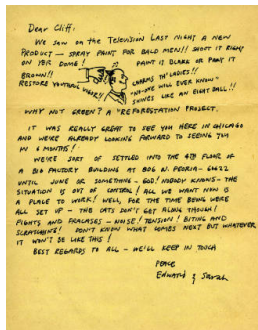 Dear Cliff:
WE SAW ON THE TELEVISION LAST NIGHT A NEW
PRODUCT — SPRAY PAINT FOR BALD MEN!! SHOOT IT RIGHT
ON YER DOME! PAINT IS BLACK OR PORK IT
BROWN!!
RESTORE YOUTHFUL VIGOR!!
CHARMS TH' LADIES!!
"NO-ONE WILL EVER KNOW"
SHINES LIKE AN EIGHT BALL!!
WHY NOT GREEN? A "REFORESTATION PROJECT.
IT WAS REALLY GREAT TO SEE YOU HERE IN CHICAGO
AND WE'RE ALREADY LOOKING FORWARD TO SEEING YOU
IN 6 MONTHS!
WE'RE SORT OF SETTLED INTO THE 4TH FLOOR OF
A BIG FACTORY BUILDING AT 806 N. PEORIA - 60622
UNTIL JUNE OR SOMETHING - GOD! NOBODY KNOWS - THE
SITUATION IS OUT OF CONTROL! ALL WE WANT NOW IS
A PLACE TO WORK! WELL, FOR THE TIME BEING WE'RE
ALL SET UP - THE CATS DON'T GET ALONG THOUGH!
FIGHTS AND FRACASES - NOISE! TENSION! BITING AND
SCRATCHING! DON'T KNOW WHAT COMES NEXT BUT WHATEVER
IT WON'T BE LIKE THIS!
BEST REGARDS TO ALL - WE'LL KEEP IN TOUCH
PEACE
Edward & Sarah